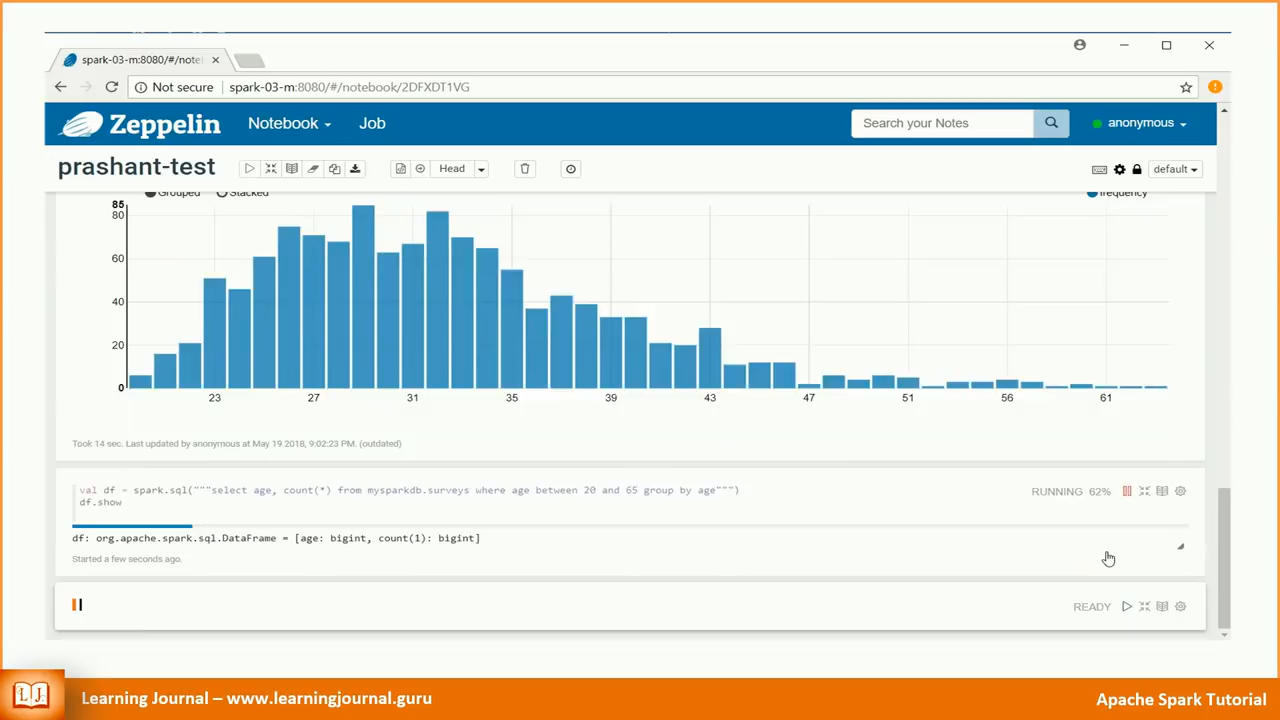 spark-03-m:8080/#/note
Not secure spark-03-m:8080/#/notebook/2DFXDT1VG
Zeppelin Notebook Job Search your Notes anonymous
prashant-test Head default
Grouped Stacked frequency
85
80
60
40
20
0
23 27 31 35 39 43 47 51 56 61
Took 14 sec. Last updated by anonymous at May 19 2018, 9:02:23 PM. (outdated)
val df = spark.sql("""select age, count(*) from mysparkdb.surveys where age between 20 and 65 group by age""") RUNNING 62%
df.show
df: org.apache.spark.sql.DataFrame = [age: bigint, count(1): bigint]
Started a few seconds ago.
READY
LJ Learning Journal – www.learningjournal.guru Apache Spark Tutorial